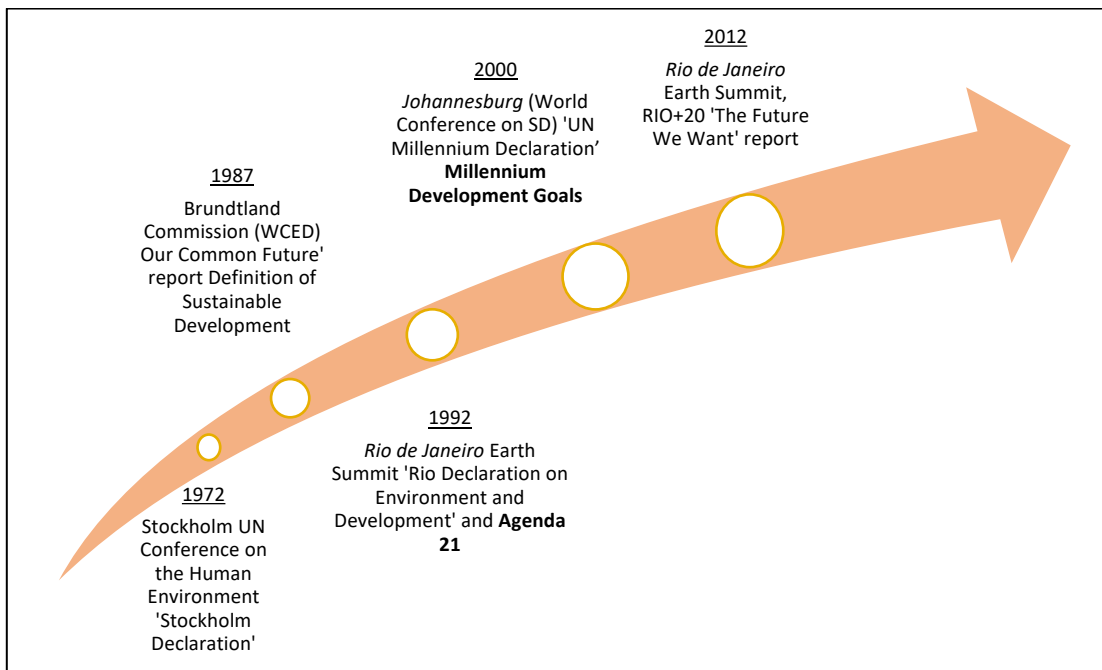 1972
Stockholm UN
Conference on
the Human
Environment
'Stockholm
Declaration'
1987
Brundtland
Commission (WCED)
Our Common Future'
report Definition of
Sustainable
Development
1992
Rio de Janeiro Earth
Summit 'Rio Declaration on
Environment and
Development' and Agenda
21
2000
Johannesburg (World
Conference on SD) 'UN
Millennium Declaration’
Millennium
Development Goals
2012
Rio de Janeiro
Earth Summit,
RIO+20 'The Future
We Want' report